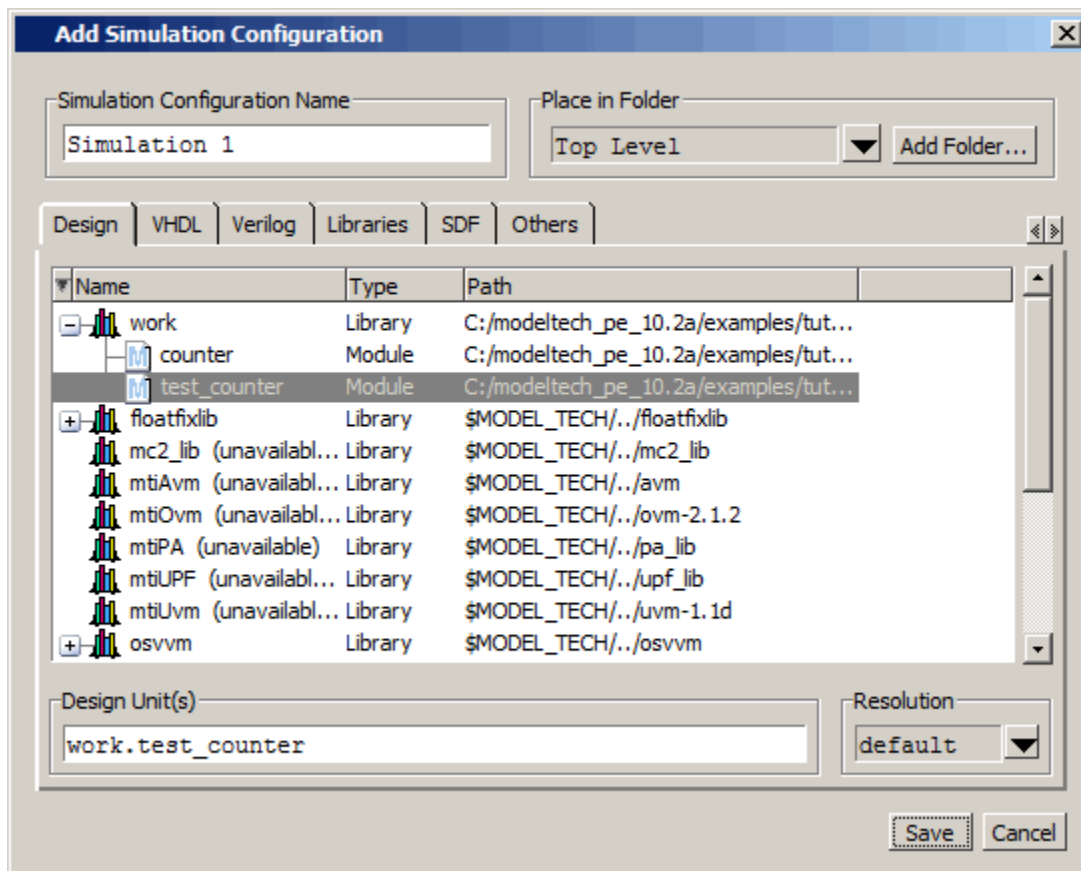 Add Simulation Configuration
Simulation Configuration Name
Place in Folder
Simulation 1
Top Level
Add Folder...
Design VHDL Verilog Libraries SDF Others
Name Type Path
work Library C:/modeltech_pe_10.2a/examples/tut...
counter Module C:/modeltech_pe_10.2a/examples/tut...
test_counter Module C:/modeltech_pe_10.2a/examples/tut...
floatfixlib Library $MODEL_TECH/../floatfixlib
mc2_lib (unavailabl... Library $MODEL_TECH/../mc2_lib
mtiAvm (unavailabl... Library $MODEL_TECH/../avm
mtiOvm (unavailabl... Library $MODEL_TECH/../ovm-2.1.2
mtiPA (unavailable) Library $MODEL_TECH/../pa_lib
mtiUPF (unavailabl... Library $MODEL_TECH/../upf_lib
mtiUvm (unavailabl... Library $MODEL_TECH/../uvm-1.1d
osvvm Library $MODEL_TECH/../osvvm
Design Unit(s)
Resolution
work.test_counter
default
Save Cancel